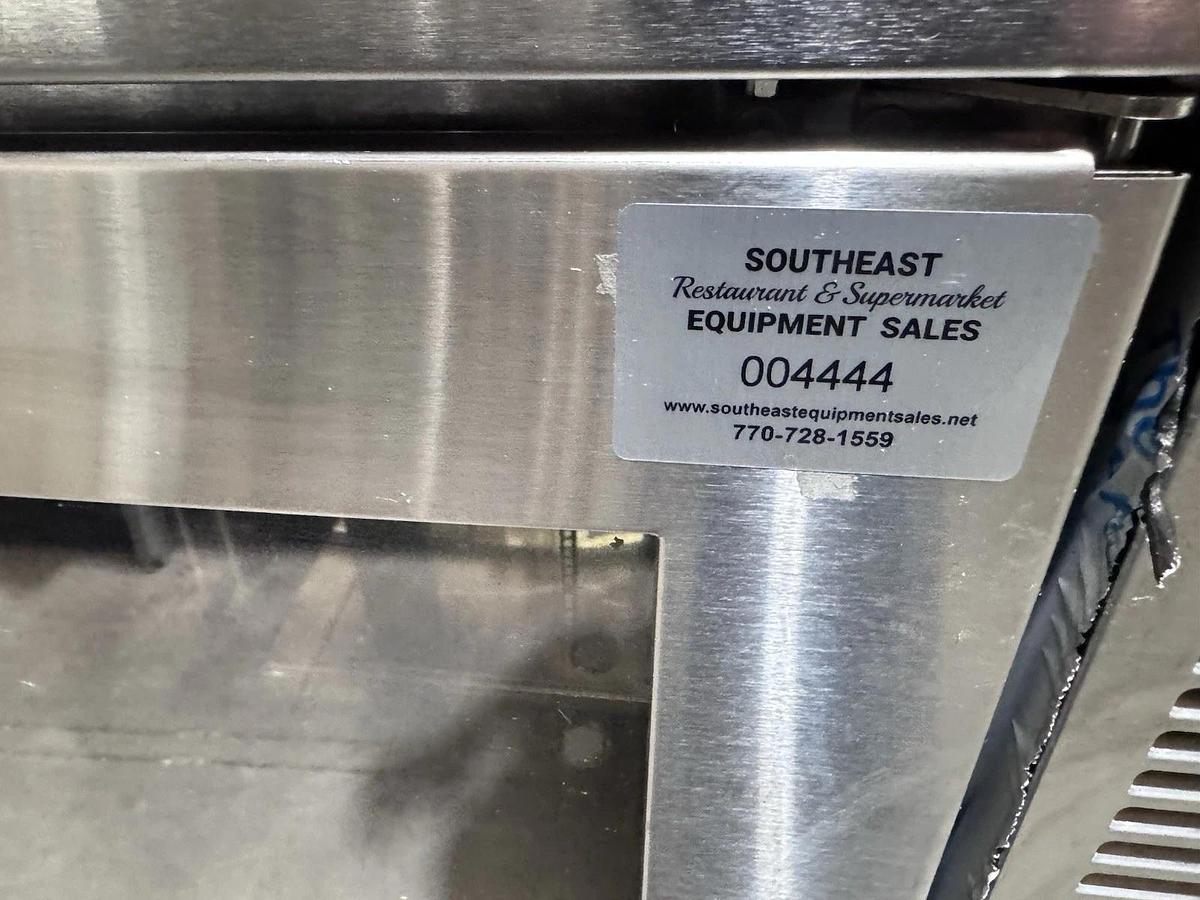 SOUTHEAST
Restaurant & Supermarket
EQUIPMENT SALES
004444
www.southeastequipmentsales.net
770-728-1559